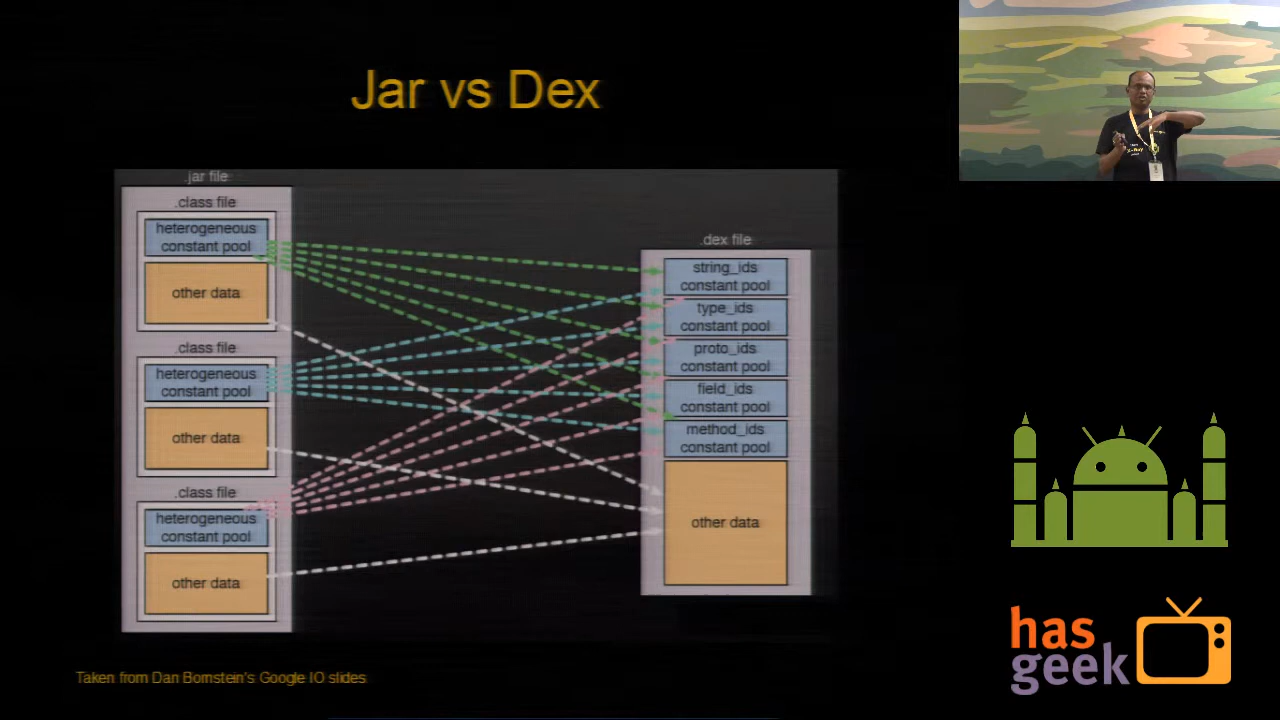 Jar vs Dex
.jar file
.class file
heterogeneous
constant pool
other data
.class file
heterogeneous
constant pool
other data
.class file
heterogeneous
constant pool
other data
.dex file
string_ids
constant pool
type_ids
constant pool
proto_ids
constant pool
field_ids
constant pool
method_ids
constant pool
other data
Taken from Dan Bornstein's Google IO slides
has
geek